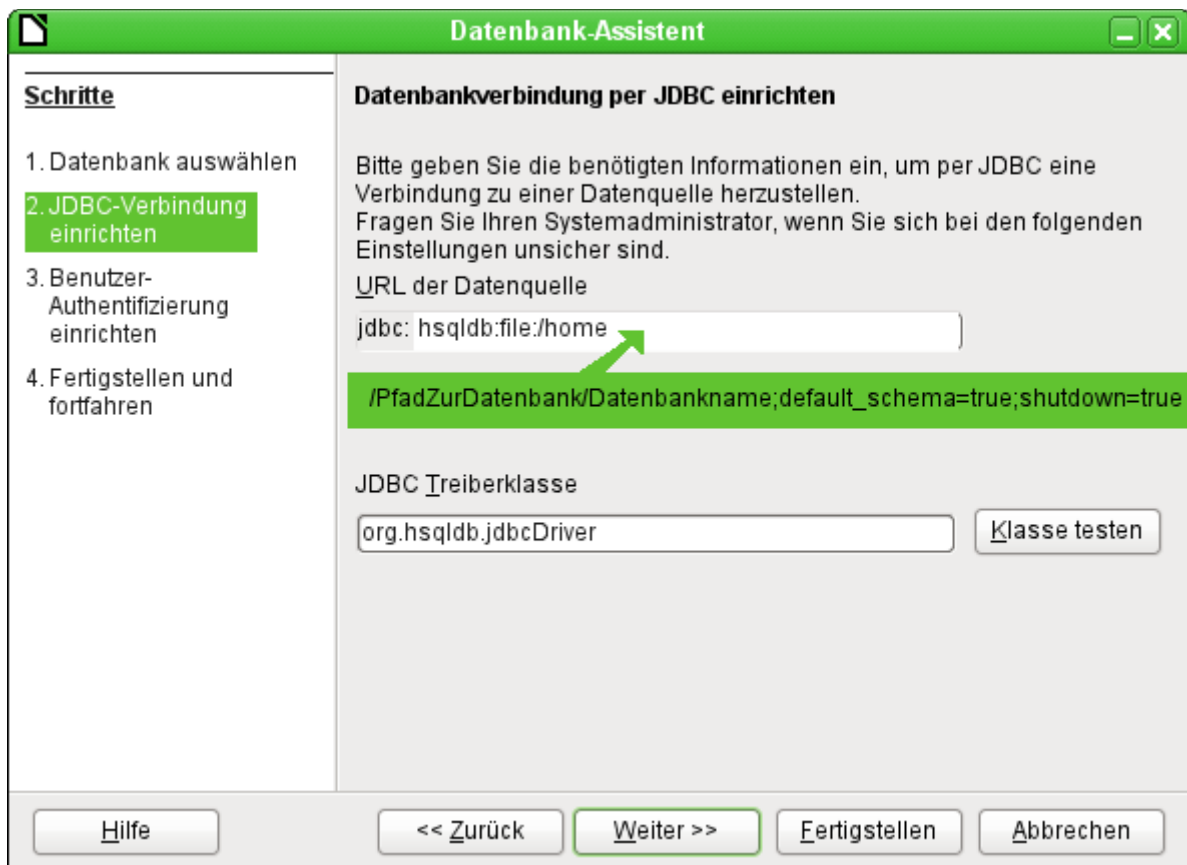 Datenbank-Assistent
Schritte
1. Datenbank auswählen
2. JDBC-Verbindung
einrichten
3. Benutzer-
Authentifizierung
einrichten
4. Fertigstellen und
fortfahren
Datenbankverbindung per JDBC einrichten
Bitte geben Sie die benötigten Informationen ein, um per JDBC eine
Verbindung zu einer Datenquelle herzustellen.
Fragen Sie Ihren Systemadministrator, wenn Sie sich bei den folgenden
Einstellungen unsicher sind.
URL der Datenquelle
jdbc: hsqldb:file:/home
/PfadZurDatenbank/Datenbankname;default_schema=true;shutdown=true
JDBC Treiberklasse
org.hsqldb.jdbcDriver Klasse testen
Hilfe << Zurück Weiter >> Fertigstellen Abbrechen